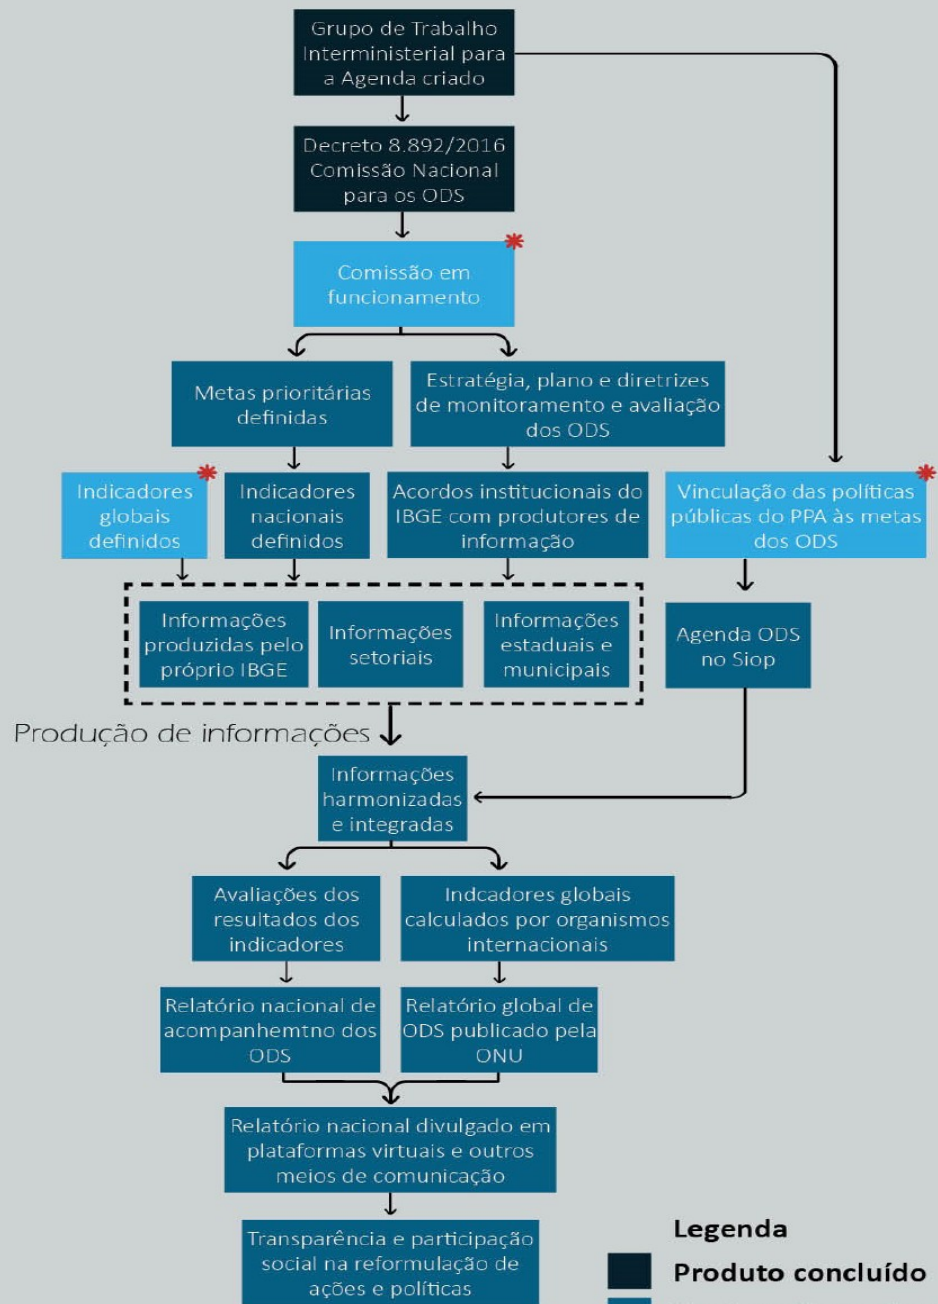 Grupo de Trabalho
Interministerial para
a Agenda criado
Decreto 8.892/2016
Comissão Nacional
para os ODS
Comissão em
funcionamento
Metas prioritárias
definidas
Estratégia, plano e diretrizes
de monitoramento e avaliação
dos ODS
Indicadores
globais
definidos
Indicadores
nacionais
definidos
Acordos institucionais do
IBGE com produtores de
informação
Vinculação das políticas
públicas do PPA às metas
dos ODS
Informações
produzidas pelo
próprio IBGE
Informações
setoriais
Informações
estaduais e
municipais
Agenda ODS
no Siop
Produção de informações
Informações
harmonizadas
e integradas
Avaliações dos
resultados dos
indicadores
Indcadores globais
calculados por organismos
internacionais
Relatório nacional de
acompanhemtno dos
ODS
Relatório global de
ODS publicado pela
ONU
Relatório nacional divulgado em
plataformas virtuais e outros
meios de comunicação
Transparência e participação
social na reformulação de
ações e políticas
Legenda
Produto concluído